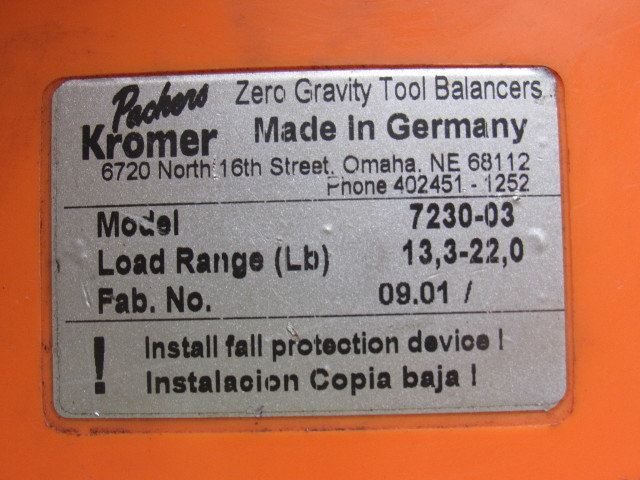 Packers Zero Gravity Tool Balancers
Kromer Made in Germany
6720 North 16th Street, Omaha, NE 68112
Phone 402451 - 1252
Model 7230-03
Load Range (Lb) 13,3-22,0
Fab. No. 09.01 /
! Install fall protection device !
Instalacion Copia baja !